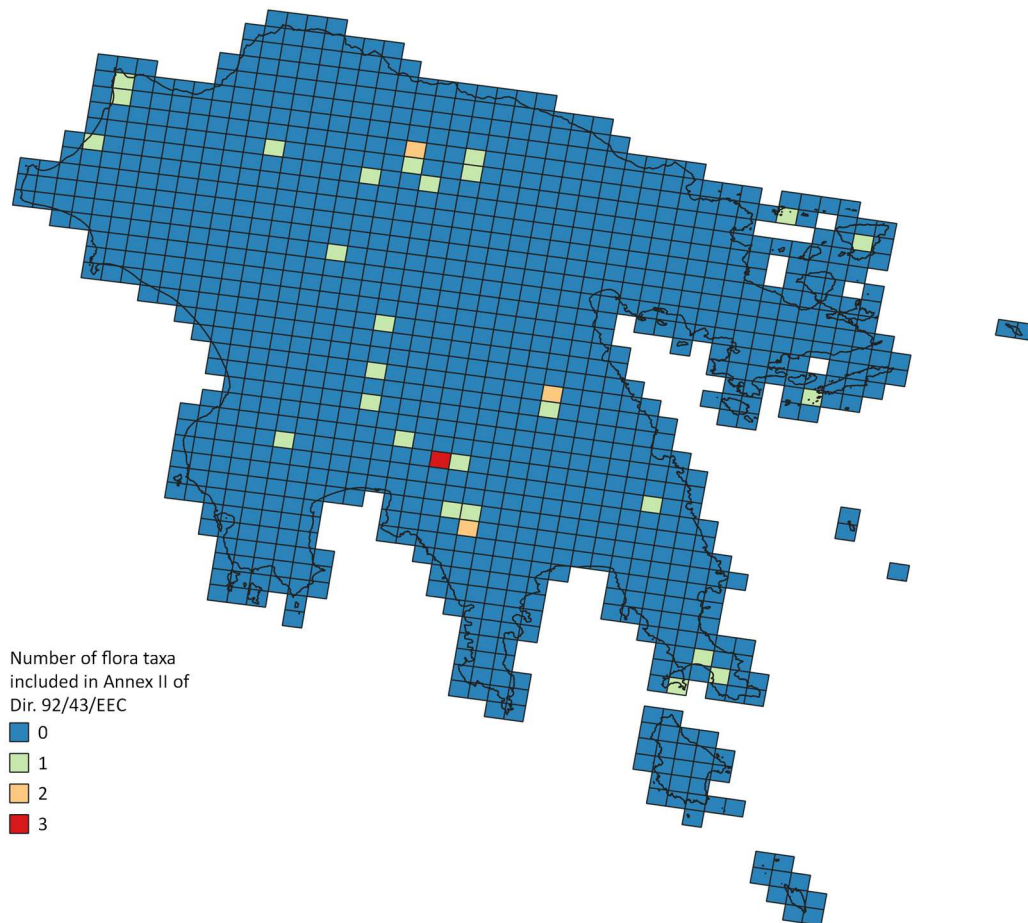 Number of flora taxa
included in Annex II of
Dir. 92/43/EEC
0
1
2
3